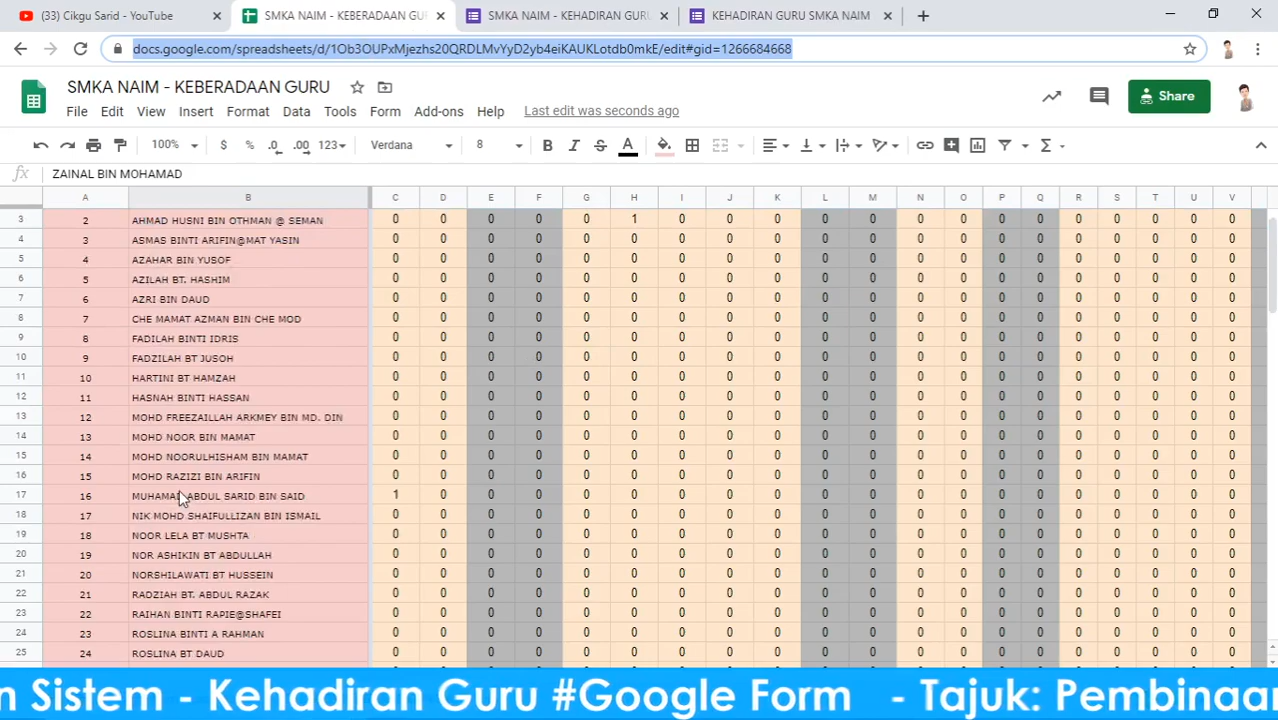 (33) Cikgu Sarid - YouTube
SMKA NAIM - KEBERADAAN GU
SMKA NAIM - KEHADIRAN GURU
KEHADIRAN GURU SMKA NAIM
docs.google.com/spreadsheets/d/1Ob3OUPxMjezhs20QRDLMvYyD2yb4eiKAUKLotdb0mkE/edit#gid=1266684668
SMKA NAIM - KEBERADAAN GURU
Share
File Edit View Insert Format Data Tools Form Add-ons Help Last edit was seconds ago
100% $ % .0 .00 123 Verdana 8 B I S A Σ
fx ZAINAL BIN MOHAMAD
A B C D E F G H I J K L M N O P Q R S T U V
3 2 AHMAD HUSNI BIN OTHMAN @ SEMAN 0 0 0 0 0 1 0 0 0 0 0 0 0 0 0 0 0 0 0 0
4 3 ASMAS BINTI ARIFIN@MAT YASIN 0 0 0 0 0 0 0 0 0 0 0 0 0 0 0 0 0 0 0 0
5 4 AZAHAR BIN YUSOF 0 0 0 0 0 0 0 0 0 0 0 0 0 0 0 0 0 0 0 0
6 5 AZILAH BT. HASHIM 0 0 0 0 0 0 0 0 0 0 0 0 0 0 0 0 0 0 0 0
7 6 AZRI BIN DAUD 0 0 0 0 0 0 0 0 0 0 0 0 0 0 0 0 0 0 0 0
8 7 CHE MAMAT AZMAN BIN CHE MOD 0 0 0 0 0 0 0 0 0 0 0 0 0 0 0 0 0 0 0 0
9 8 FADILAH BINTI IDRIS 0 0 0 0 0 0 0 0 0 0 0 0 0 0 0 0 0 0 0 0
10 9 FADZILAH BT JUSOH 0 0 0 0 0 0 0 0 0 0 0 0 0 0 0 0 0 0 0 0
11 10 HARTINI BT HAMZAH 0 0 0 0 0 0 0 0 0 0 0 0 0 0 0 0 0 0 0 0
12 11 HASNAH BINTI HASSAN 0 0 0 0 0 0 0 0 0 0 0 0 0 0 0 0 0 0 0 0
13 12 MOHD FREEZAILLAH ARKMEY BIN MD. DIN 0 0 0 0 0 0 0 0 0 0 0 0 0 0 0 0 0 0 0 0
14 13 MOHD NOOR BIN MAMAT 0 0 0 0 0 0 0 0 0 0 0 0 0 0 0 0 0 0 0 0
15 14 MOHD NOORULHISHAM BIN MAMAT 0 0 0 0 0 0 0 0 0 0 0 0 0 0 0 0 0 0 0 0
16 15 MOHD RAZIZI BIN ARIFIN 0 0 0 0 0 0 0 0 0 0 0 0 0 0 0 0 0 0 0 0
17 16 MUHAMAD ABDUL SARID BIN SAID 1 0 0 0 0 0 0 0 0 0 0 0 0 0 0 0 0 0 0 0
18 17 NIK MOHD SHAIFULLIZAN BIN ISMAIL 0 0 0 0 0 0 0 0 0 0 0 0 0 0 0 0 0 0 0 0
19 18 NOOR LELA BT MUSHTA 0 0 0 0 0 0 0 0 0 0 0 0 0 0 0 0 0 0 0 0
20 19 NOR ASHIKIN BT ABDULLAH 0 0 0 0 0 0 0 0 0 0 0 0 0 0 0 0 0 0 0 0
21 20 NORSHILAWATI BT HUSSEIN 0 0 0 0 0 0 0 0 0 0 0 0 0 0 0 0 0 0 0 0
22 21 RADZIAH BT. ABDUL RAZAK 0 0 0 0 0 0 0 0 0 0 0 0 0 0 0 0 0 0 0 0
23 22 RAIHAN BINTI RAPIE@SHAFEI 0 0 0 0 0 0 0 0 0 0 0 0 0 0 0 0 0 0 0 0
24 23 ROSLINA BINTI A RAHMAN 0 0 0 0 0 0 0 0 0 0 0 0 0 0 0 0 0 0 0 0
25 24 ROSLINA BT DAUD 0 0 0 0 0 0 0 0 0 0 0 0 0 0 0 0 0 0 0 0
n Sistem - Kehadiran Guru #Google Form - Tajuk: Pembinaan